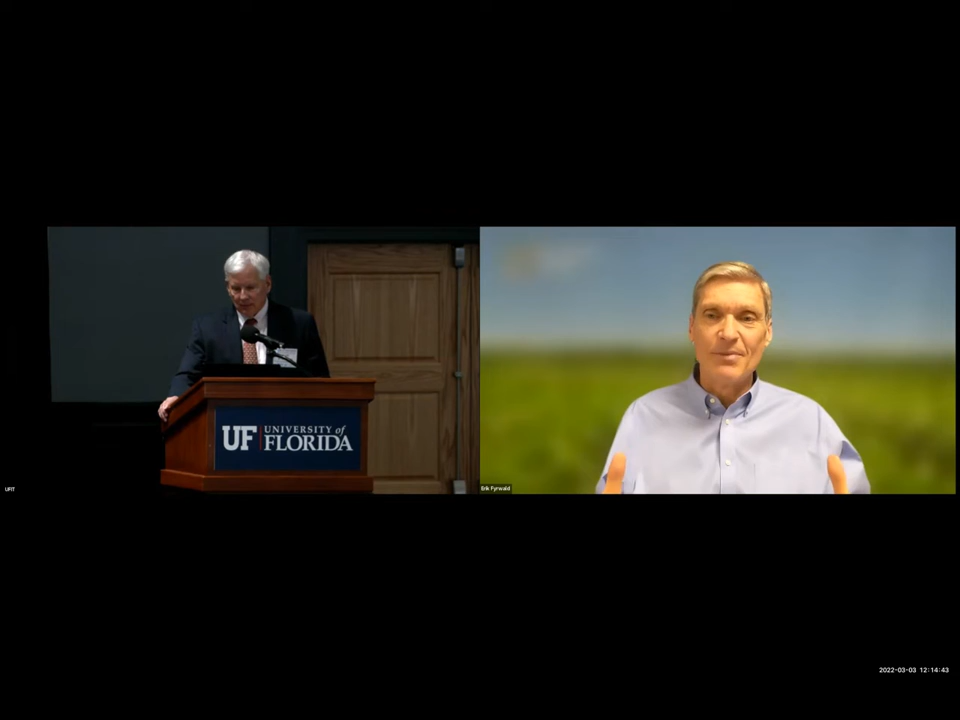 UF UNIVERSITY of
FLORIDA
UFIT
Erik Fyrwald
2022-03-03 12:14:43